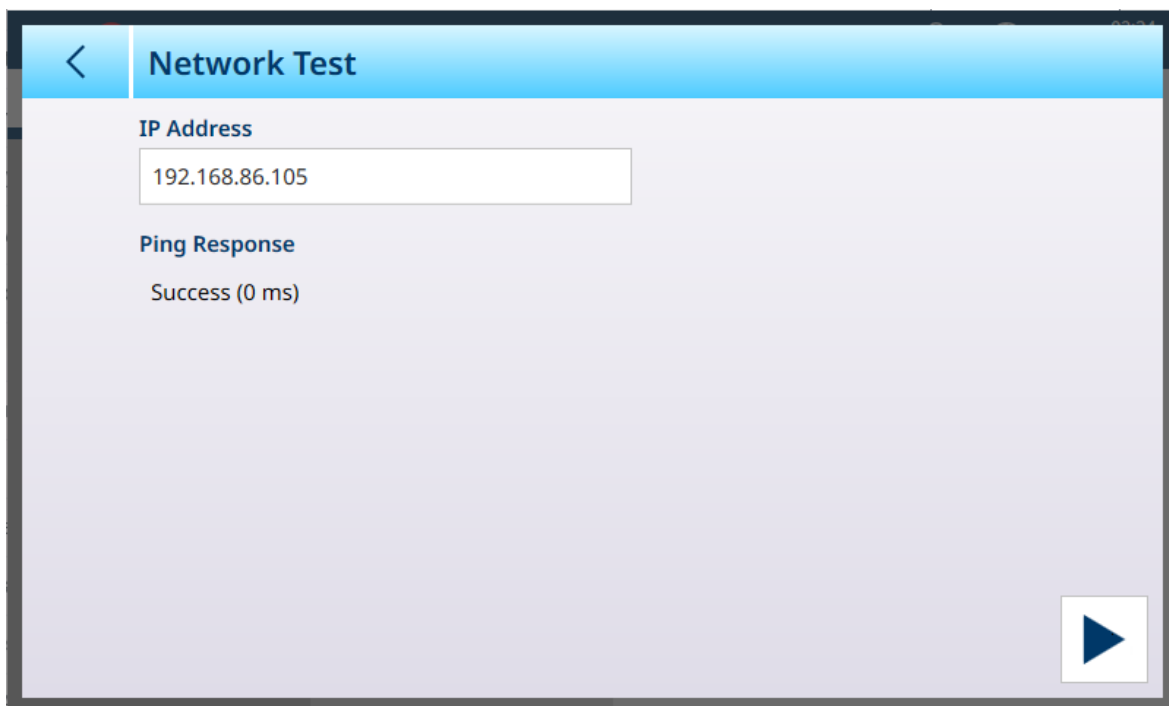 Network Test
IP Address
192.168.86.105
Ping Response
Success (0 ms)